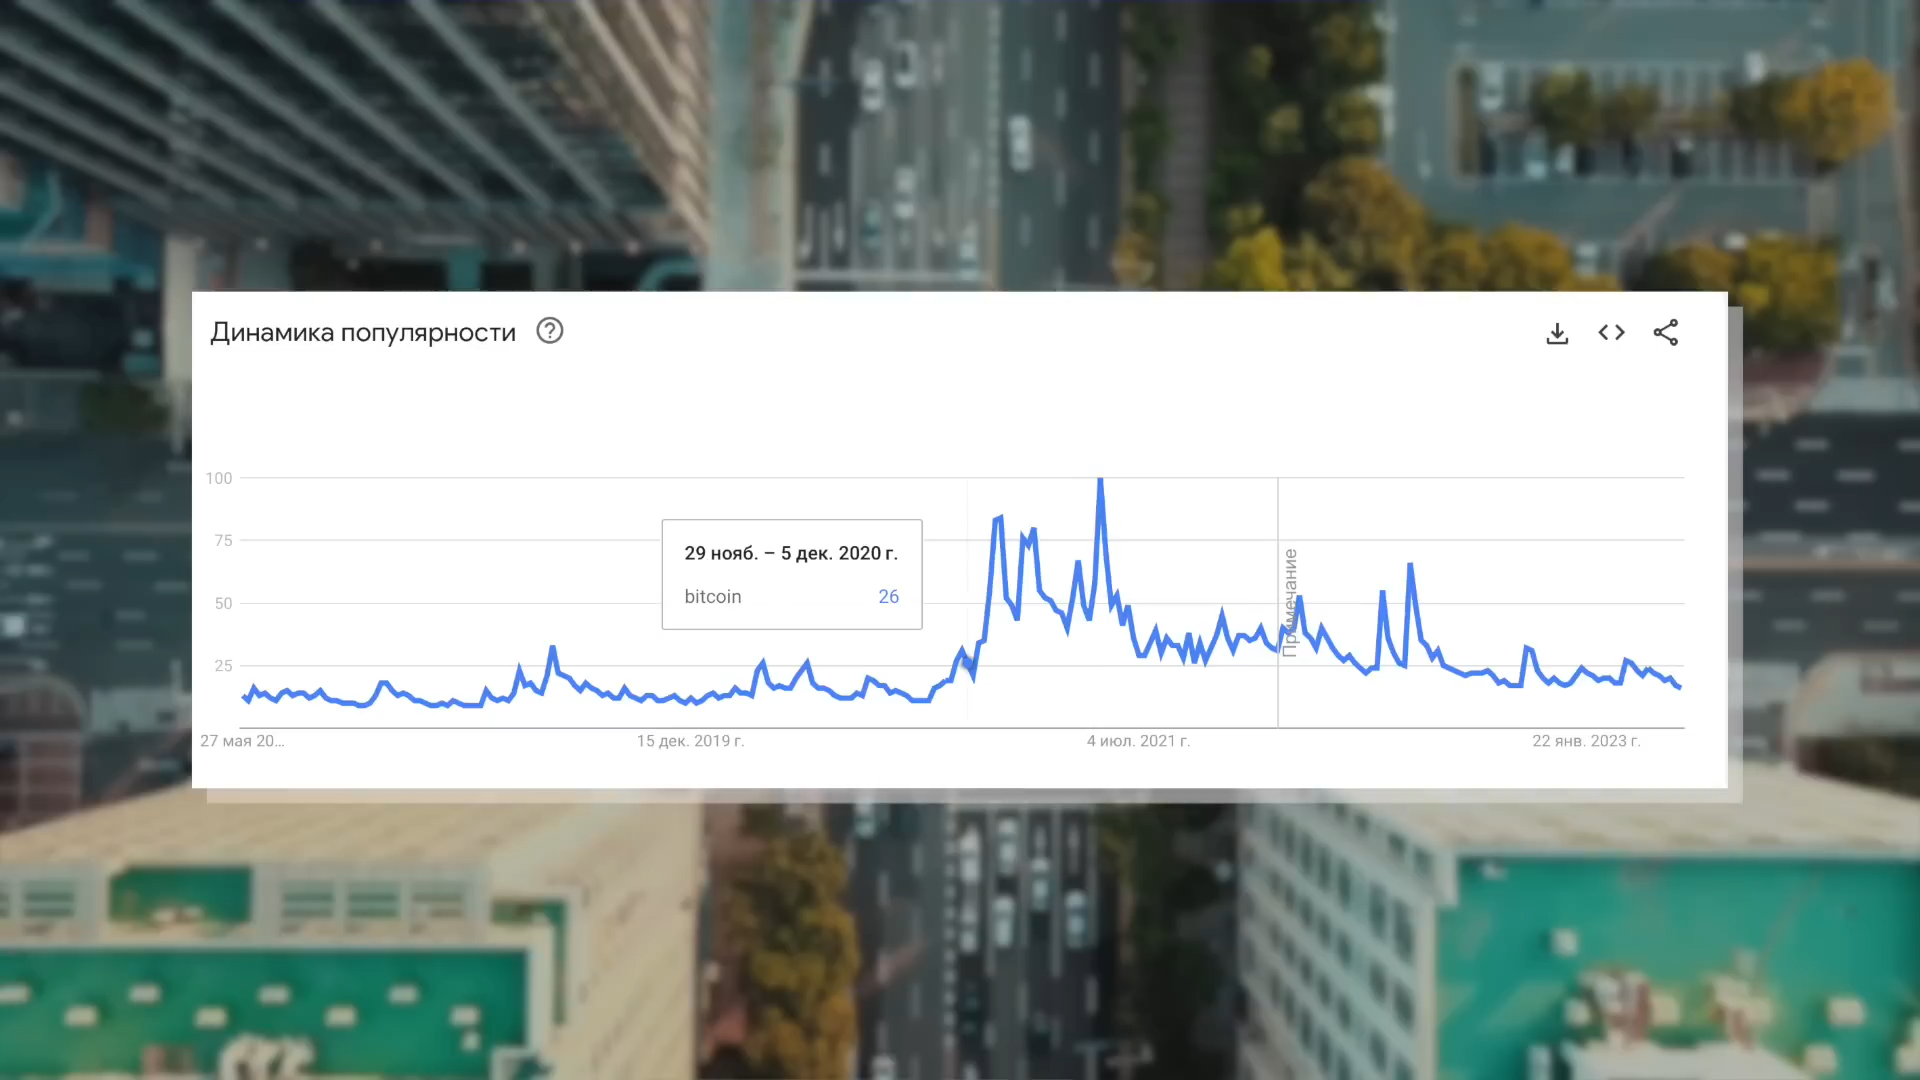 Динамика популярности
100
75
50
25
29 нояб. – 5 дек. 2020 г.
bitcoin 26
Примечание
27 мая 20...
15 дек. 2019 г.
4 июл. 2021 г.
22 янв. 2023 г.